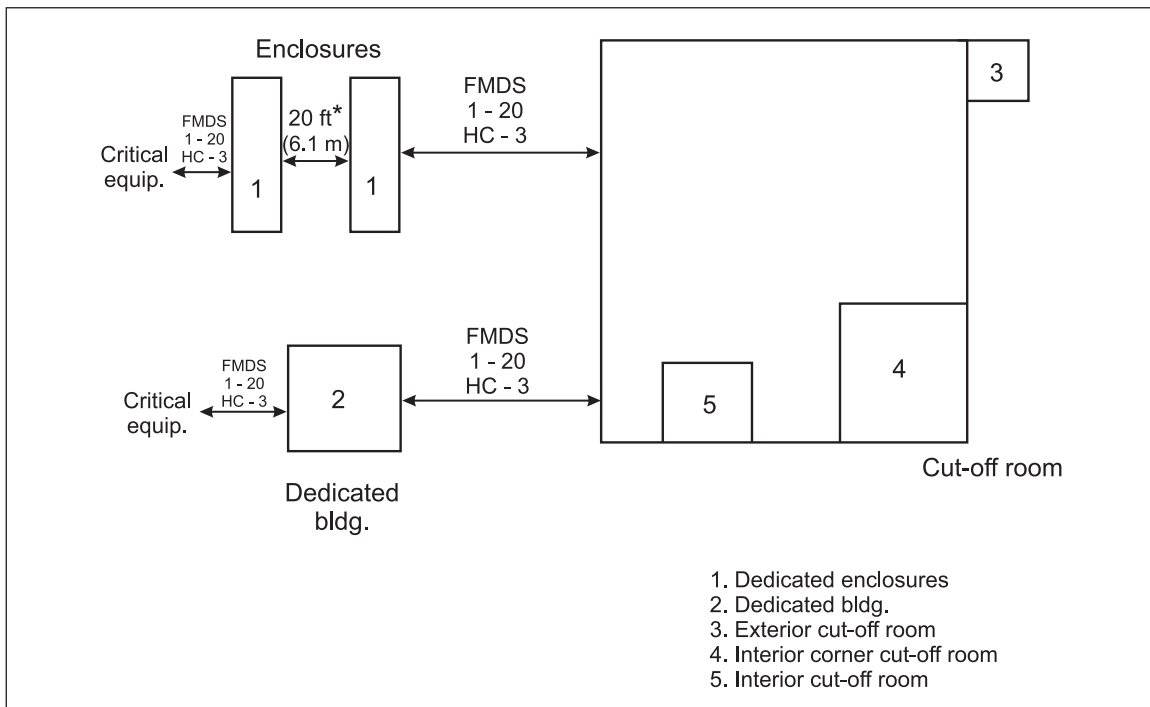 Enclosures
FMDS
1 - 20
HC - 3
Critical
equip.
1
20 ft*
(6.1 m)
1
FMDS
1 - 20
HC - 3
3
FMDS
1 - 20
HC - 3
Critical
equip.
2
Dedicated
bldg.
FMDS
1 - 20
HC - 3
5
4
Cut-off room
1. Dedicated enclosures
2. Dedicated bldg.
3. Exterior cut-off room
4. Interior corner cut-off room
5. Interior cut-off room